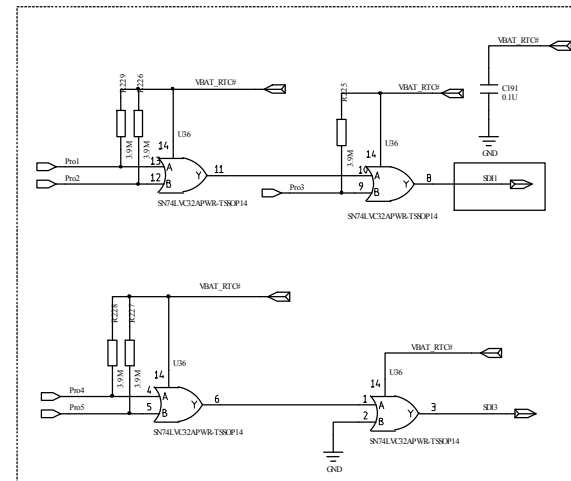 VBAT_RTC#
C191
0.1U
GND
R229
R226
VBAT_RTC#
14
U36
3.9M
3.9M
Pro1
13
A
Y
11
Pro2
12
B
SN74LVC32APWR-TSSOP14
R225
VBAT_RTC#
14
U36
3.9M
10
A
Y
8
SDI1
Pro3
9
B
SN74LVC32APWR-TSSOP14
R228
R227
VBAT_RTC#
14
U36
3.9M
3.9M
Pro4
4
A
Y
6
Pro5
5
B
SN74LVC32APWR-TSSOP14
VBAT_RTC#
14
U36
1
A
Y
3
SDI3
2
B
SN74LVC32APWR-TSSOP14
GND